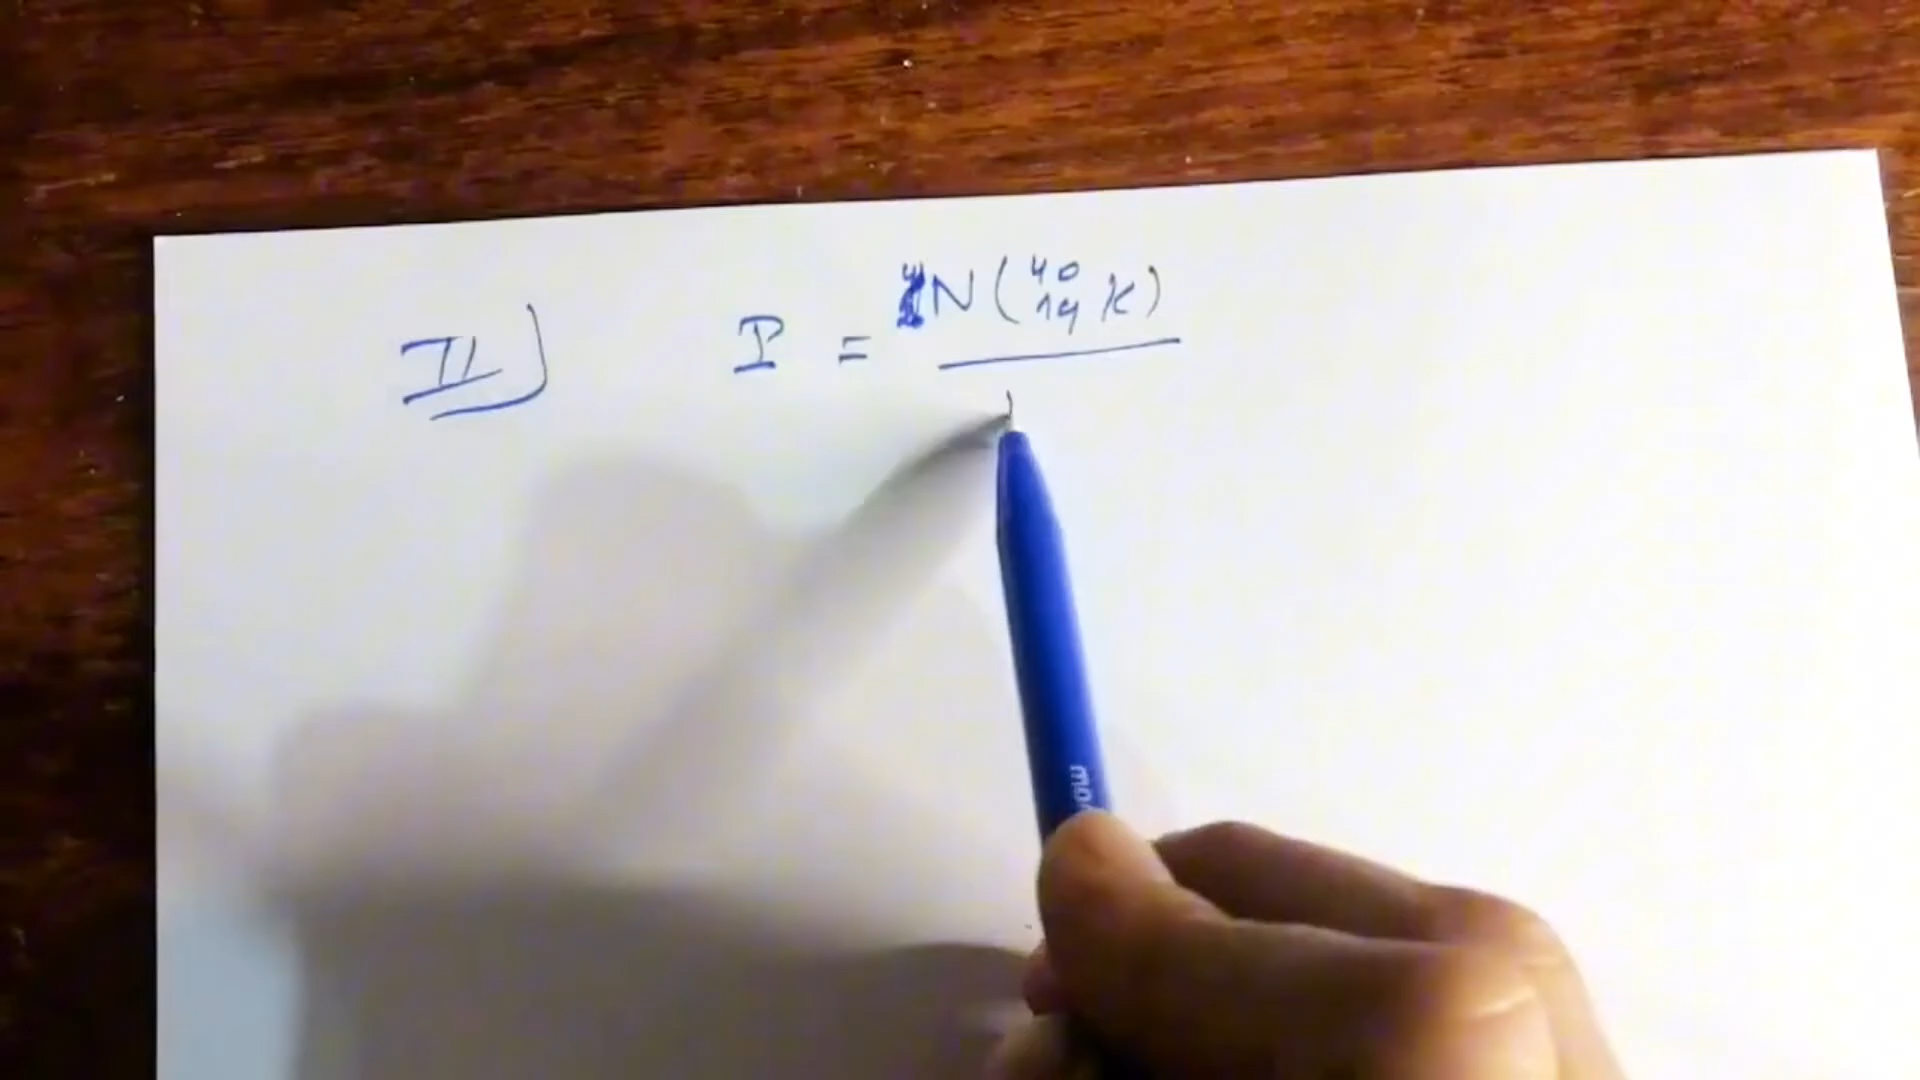 II) P = N(⁴⁰₁₉K)